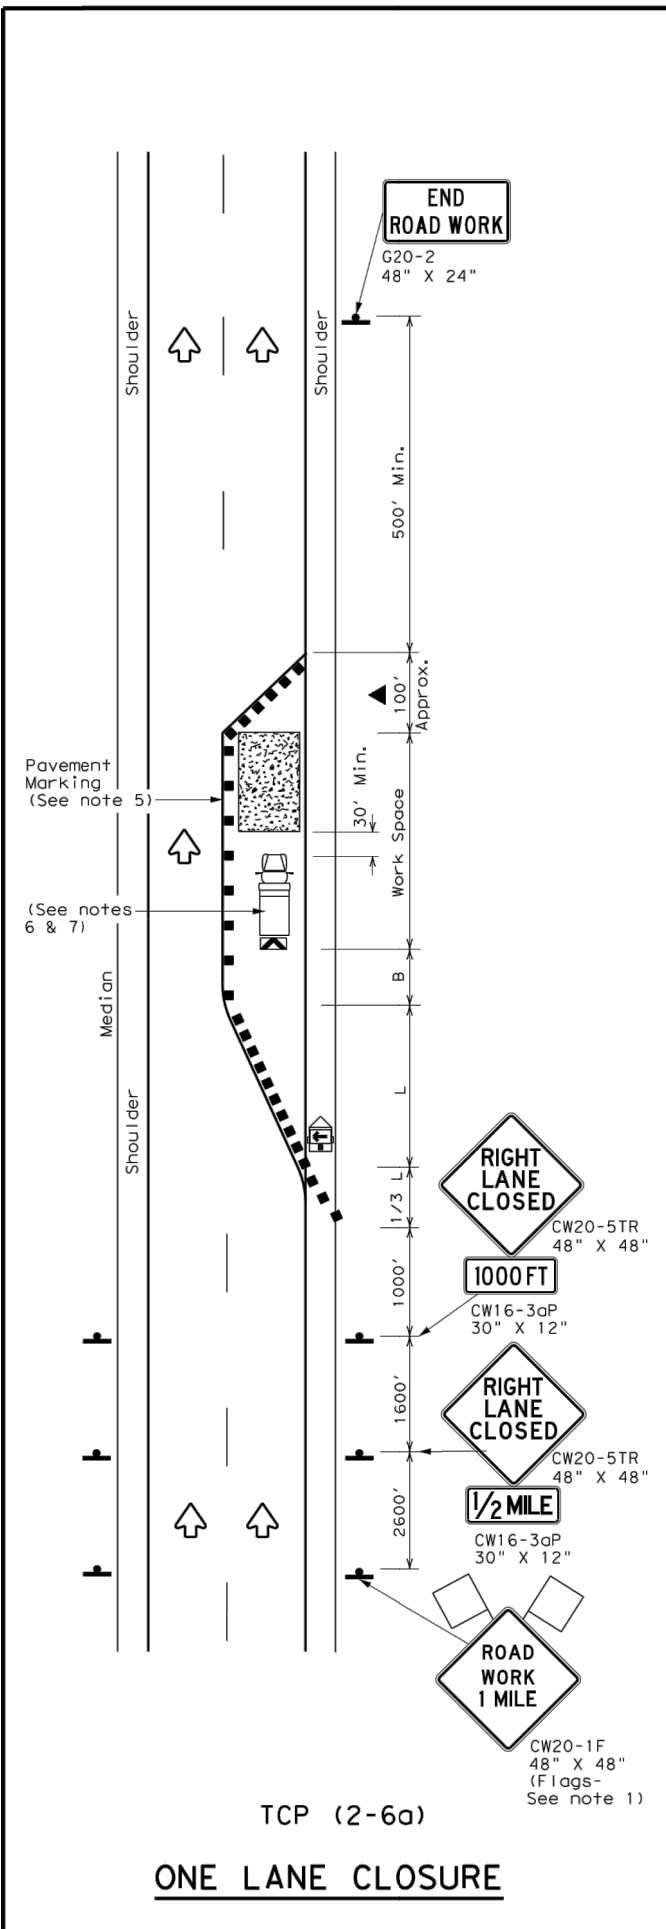 END
ROAD WORK
G20-2
48" X 24"
Shoulder
Shoulder
500' Min.
100'
Approx.
Pavement
Marking
(See note 5)
30' Min.
Work Space
(See notes
6 & 7)
B
Median
Shoulder
L
1/3 L
RIGHT
LANE
CLOSED
CW20-5TR
48" X 48"
1000 FT
CW16-3aP
30" X 12"
1000'
1600'
RIGHT
LANE
CLOSED
CW20-5TR
48" X 48"
1/2 MILE
CW16-3aP
30" X 12"
2600'
ROAD
WORK
1 MILE
CW20-1F
48" X 48"
(Flags-
See note 1)
TCP (2-6a)
ONE LANE CLOSURE